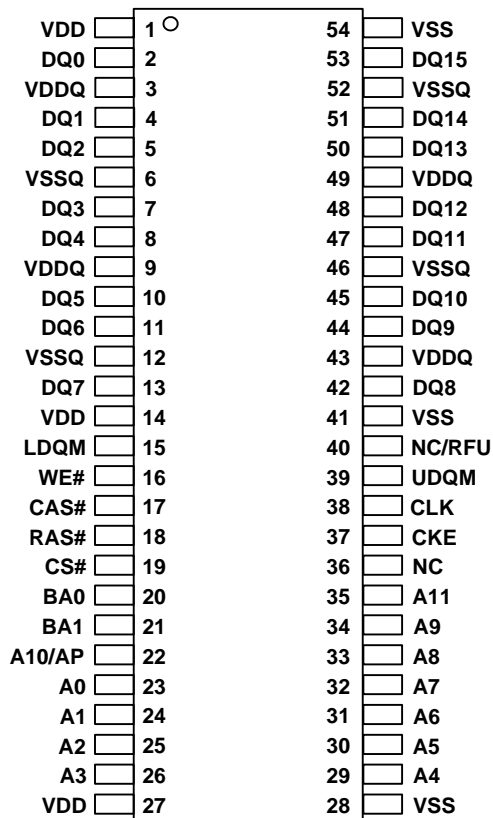 VDD 1 54 VSS
DQ0 2 53 DQ15
VDDQ 3 52 VSSQ
DQ1 4 51 DQ14
DQ2 5 50 DQ13
VSSQ 6 49 VDDQ
DQ3 7 48 DQ12
DQ4 8 47 DQ11
VDDQ 9 46 VSSQ
DQ5 10 45 DQ10
DQ6 11 44 DQ9
VSSQ 12 43 VDDQ
DQ7 13 42 DQ8
VDD 14 41 VSS
LDQM 15 40 NC/RFU
WE# 16 39 UDQM
CAS# 17 38 CLK
RAS# 18 37 CKE
CS# 19 36 NC
BA0 20 35 A11
BA1 21 34 A9
A10/AP 22 33 A8
A0 23 32 A7
A1 24 31 A6
A2 25 30 A5
A3 26 29 A4
VDD 27 28 VSS